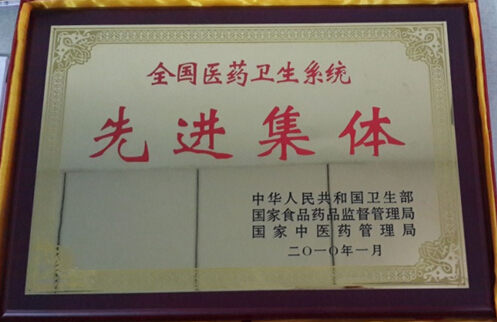 全国医药卫生系统
先进集体
中华人民共和国卫生部
国家食品药品监督管理局
国家中医药管理局
二〇一〇年一月